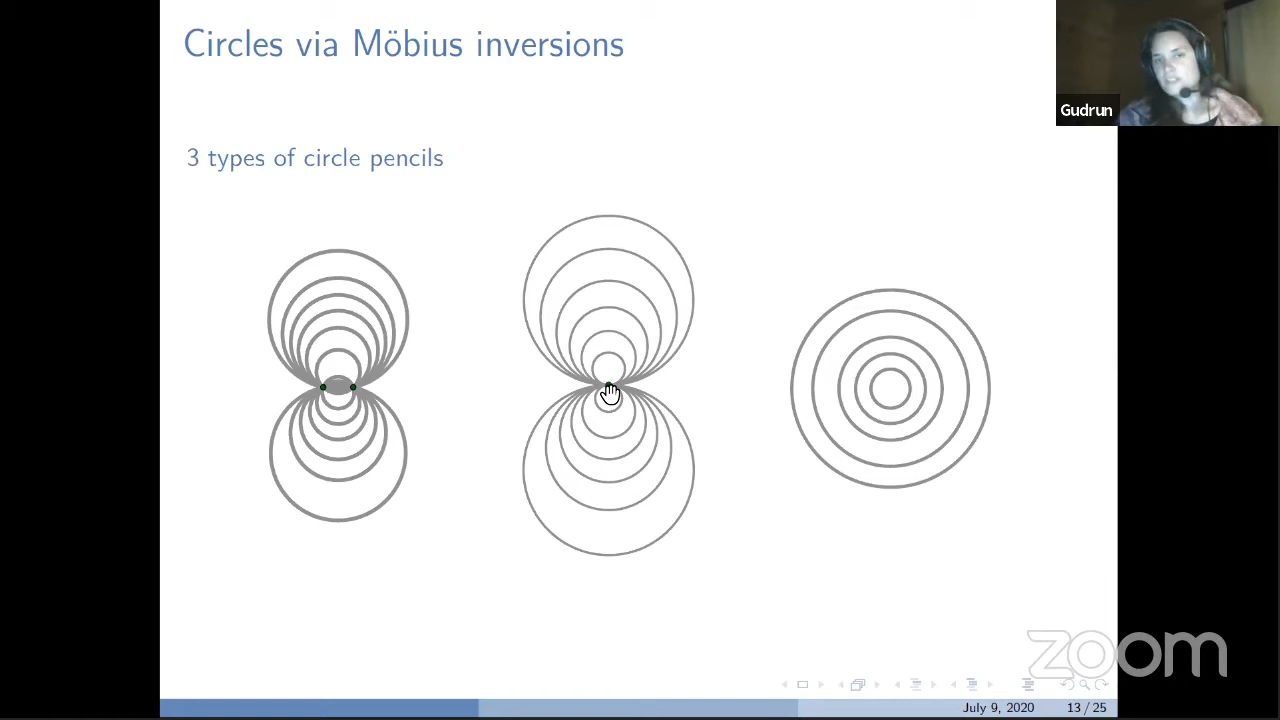 Circles via Möbius inversions
Gudrun
3 types of circle pencils
zoom
July 9, 2020
13 / 25